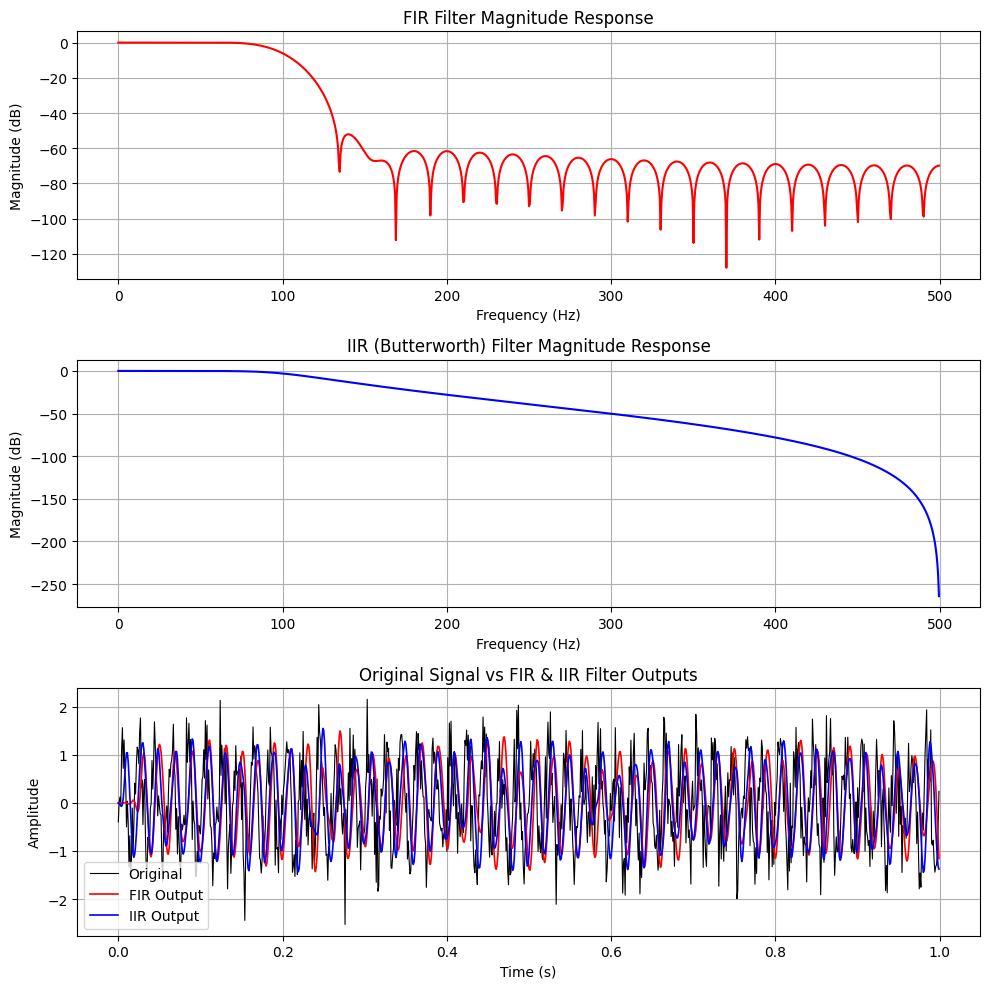 FIR Filter Magnitude Response
0
−20
−40
−60
−80
−100
−120
Magnitude (dB)
0 100 200 300 400 500
Frequency (Hz)
IIR (Butterworth) Filter Magnitude Response
0
−50
−100
−150
−200
−250
Magnitude (dB)
0 100 200 300 400 500
Frequency (Hz)
Original Signal vs FIR & IIR Filter Outputs
2
1
0
−1
−2
Amplitude
Original
FIR Output
IIR Output
0.0 0.2 0.4 0.6 0.8 1.0
Time (s)